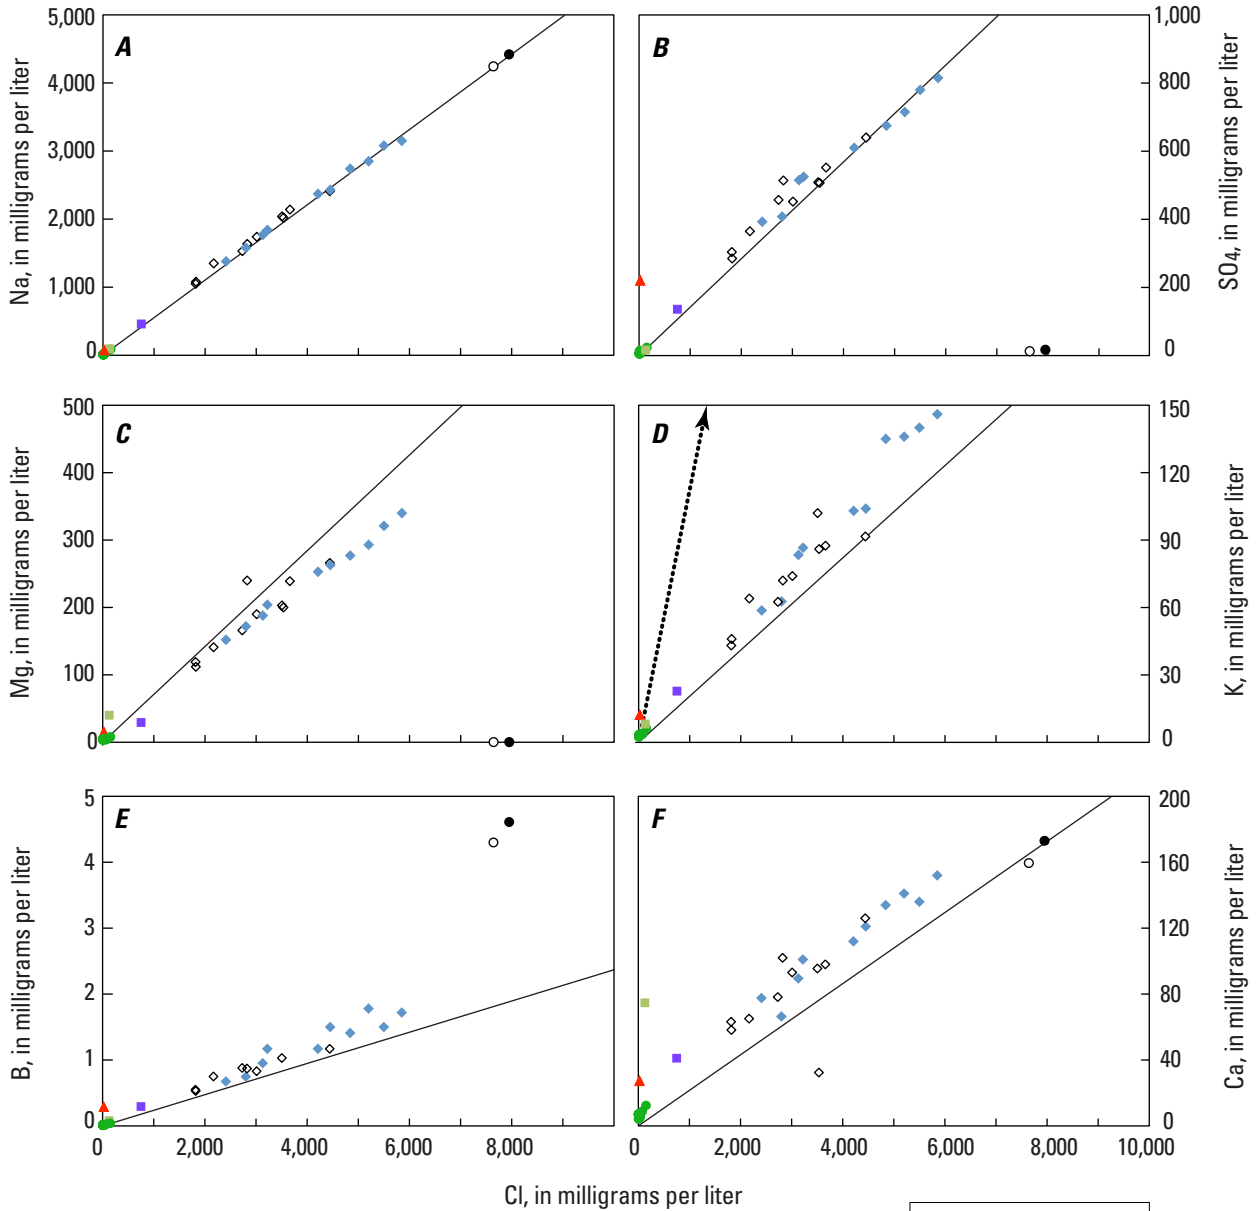 A
Na, in milligrams per liter
5,000
4,000
3,000
2,000
1,000
0
B
SO4, in milligrams per liter
1,000
800
600
400
200
0
C
Mg, in milligrams per liter
500
400
300
200
100
0
D
K, in milligrams per liter
150
120
90
60
30
0
E
B, in milligrams per liter
5
4
3
2
1
0
0 2,000 4,000 6,000 8,000
F
Ca, in milligrams per liter
200
160
120
80
40
0
0 2,000 4,000 6,000 8,000 10,000
Cl, in milligrams per liter